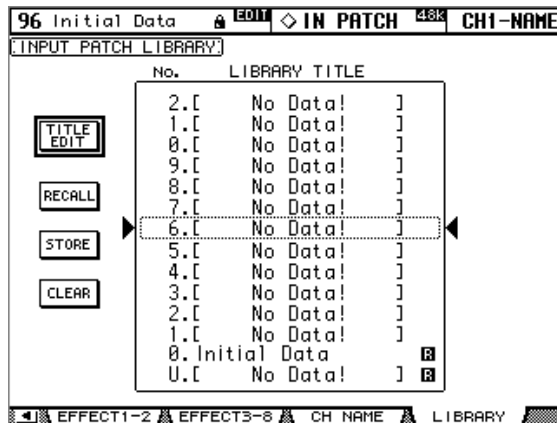 96 Initial Data EDIT ◇ IN PATCH 48K CH1-NAME
INPUT PATCH LIBRARY
No. LIBRARY TITLE
2.[ No Data! ]
1.[ No Data! ]
0.[ No Data! ]
9.[ No Data! ]
8.[ No Data! ]
7.[ No Data! ]
6.[ No Data! ]
5.[ No Data! ]
4.[ No Data! ]
3.[ No Data! ]
2.[ No Data! ]
1.[ No Data! ]
0. Initial Data R
U.[ No Data! ] R
TITLE EDIT
RECALL
STORE
CLEAR
EFFECT1-2 EFFECT3-8 CH NAME LIBRARY